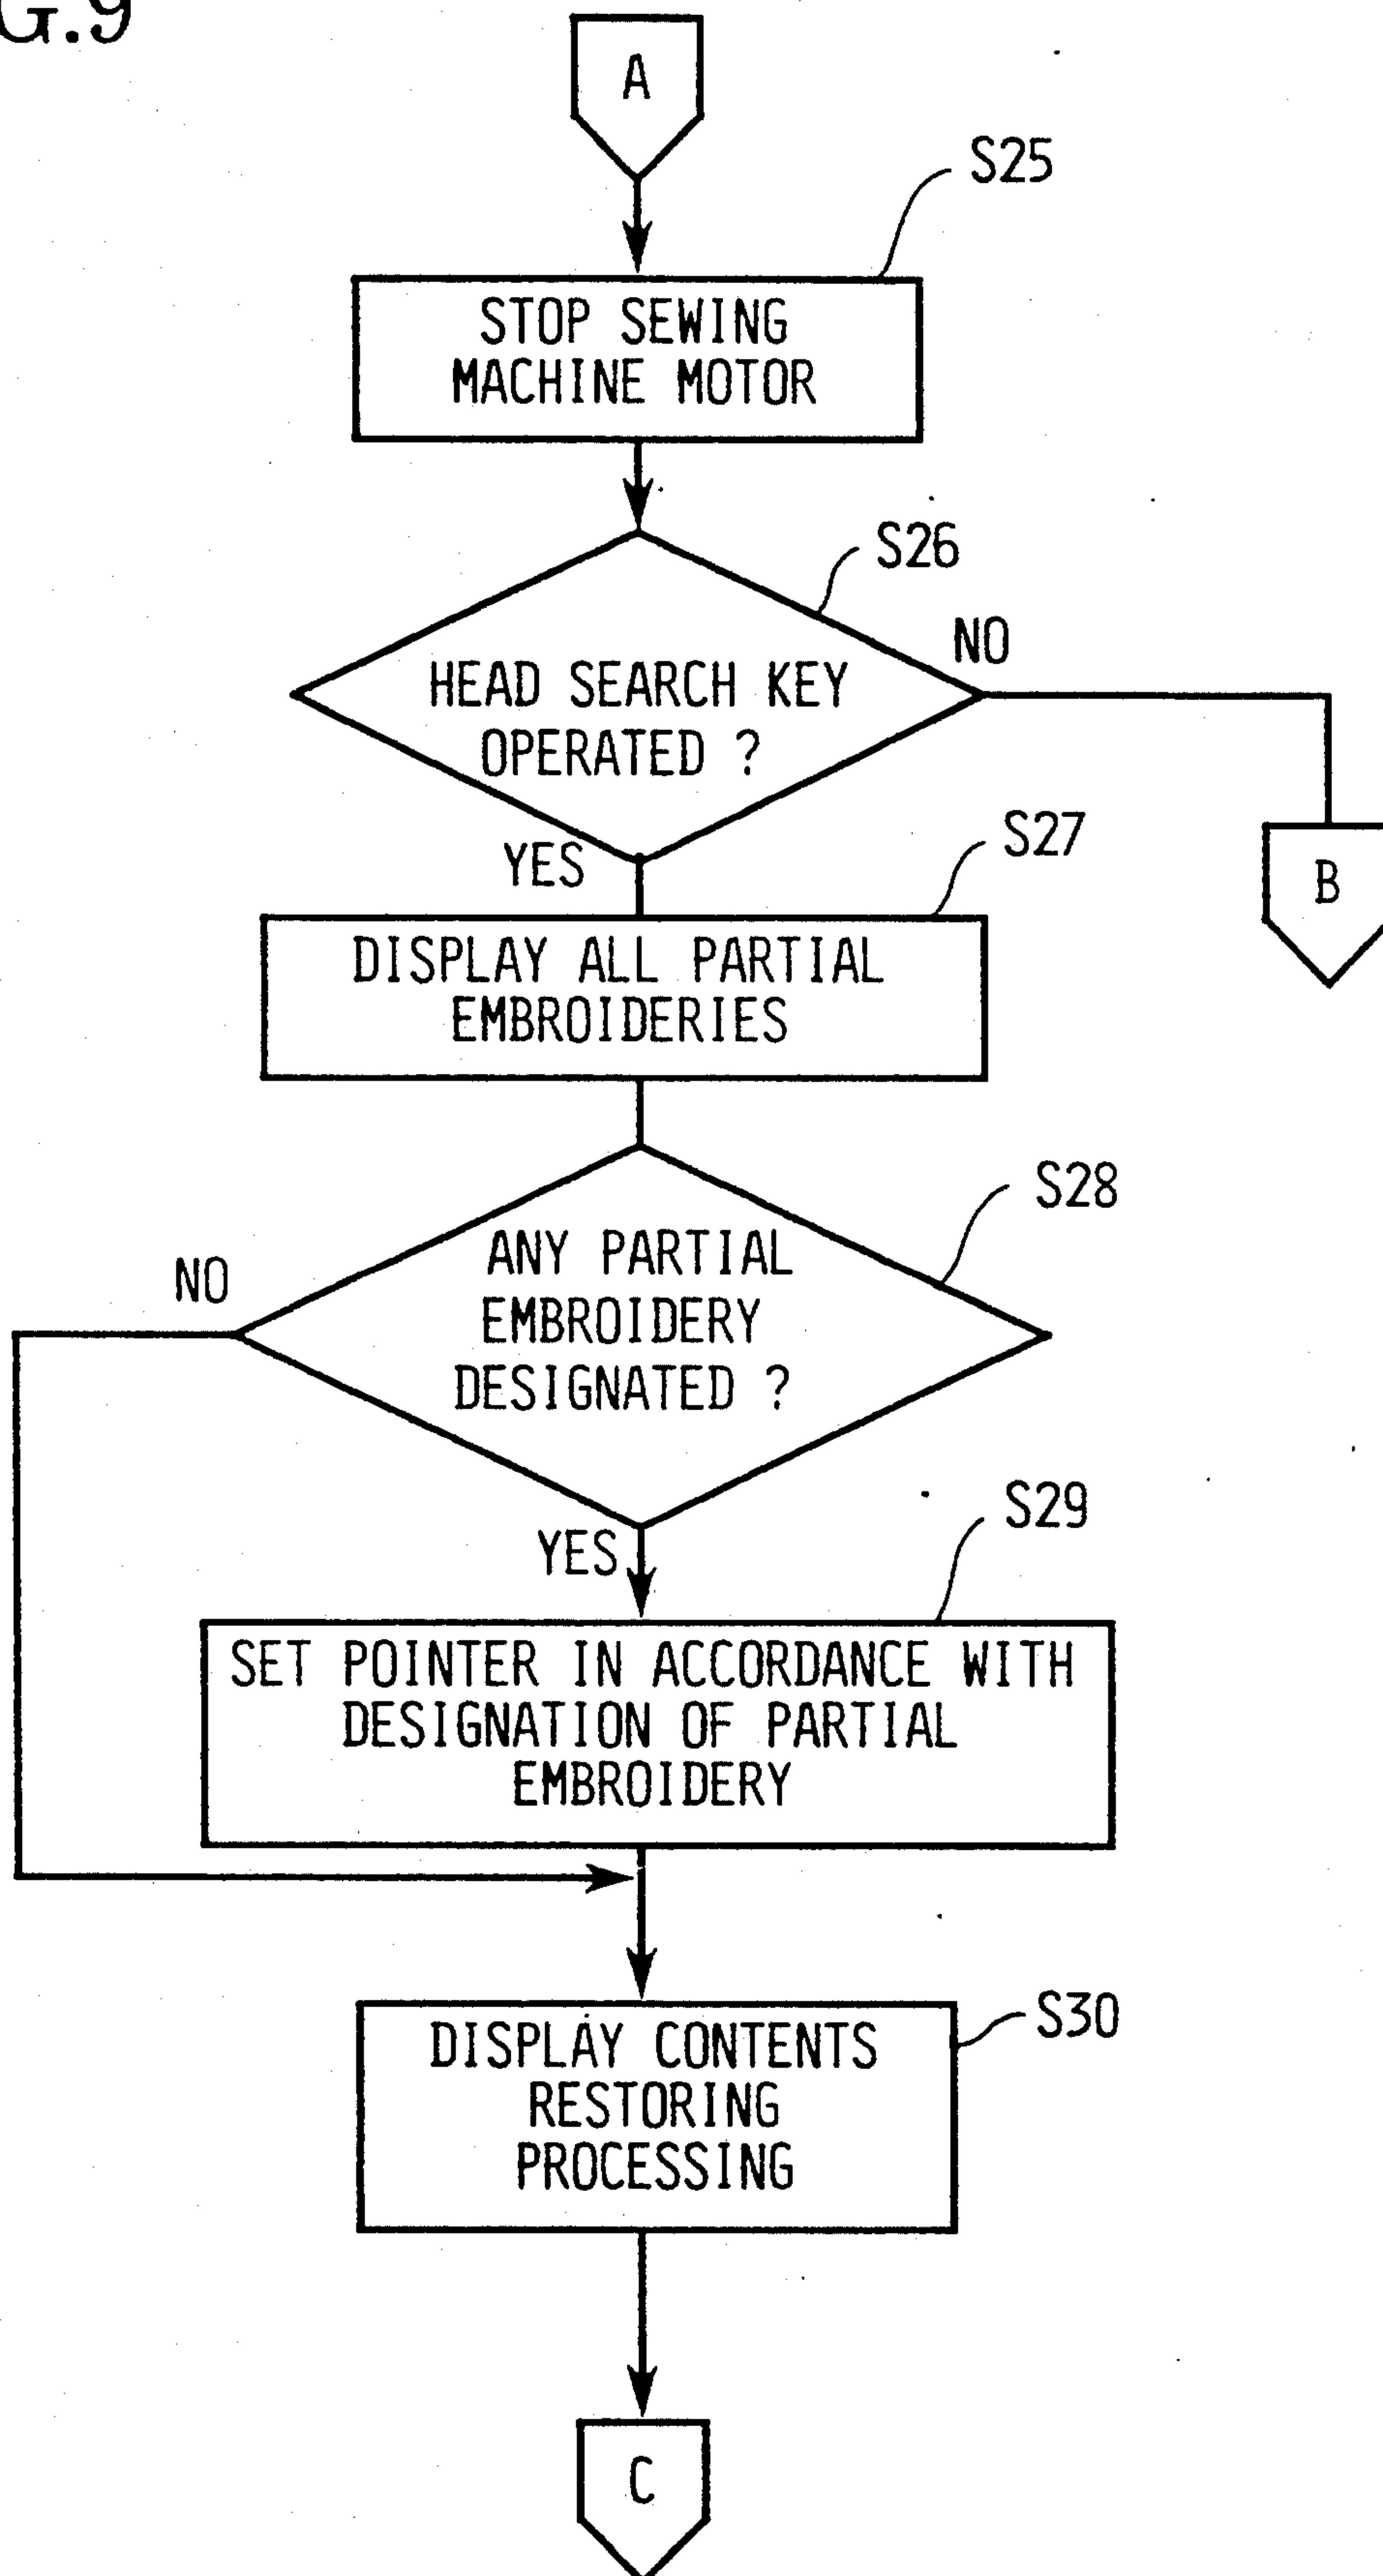 G.9
A
S25
STOP SEWING
MACHINE MOTOR
S26
NO
HEAD SEARCH KEY
OPERATED ?
YES
S27
B
DISPLAY ALL PARTIAL
EMBROIDERIES
S28
NO
ANY PARTIAL
EMBROIDERY
DESIGNATED ?
S29
YES
SET POINTER IN ACCORDANCE WITH
DESIGNATION OF PARTIAL
EMBROIDERY
S30
DISPLAY CONTENTS
RESTORING
PROCESSING
C